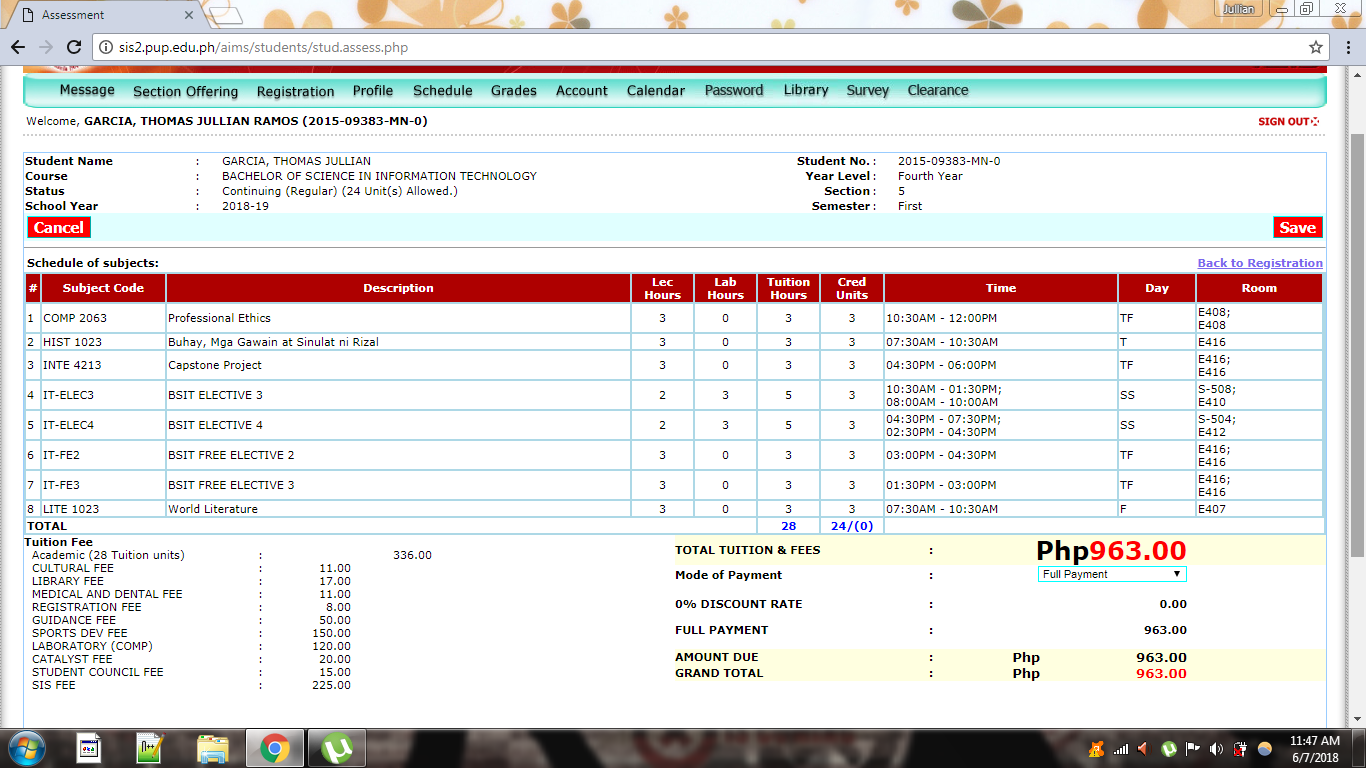 Assessment
Jullian
sis2.pup.edu.ph/aims/students/stud.assess.php
Message Section Offering Registration Profile Schedule Grades Account Calendar Password Library Survey Clearance
Welcome, GARCIA, THOMAS JULLIAN RAMOS (2015-09383-MN-0) SIGN OUT
Student Name : GARCIA, THOMAS JULLIAN Student No. : 2015-09383-MN-0
Course : BACHELOR OF SCIENCE IN INFORMATION TECHNOLOGY Year Level : Fourth Year
Status : Continuing (Regular) (24 Unit(s) Allowed.) Section : 5
School Year : 2018-19 Semester : First
Cancel Save
Schedule of subjects: Back to Registration
# Subject Code Description Lec Hours Lab Hours Tuition Hours Cred Units Time Day Room
1 COMP 2063 Professional Ethics 3 0 3 3 10:30AM - 12:00PM TF E408; E408
2 HIST 1023 Buhay, Mga Gawain at Sinulat ni Rizal 3 0 3 3 07:30AM - 10:30AM T E416
3 INTE 4213 Capstone Project 3 0 3 3 04:30PM - 06:00PM TF E416; E416
4 IT-ELEC3 BSIT ELECTIVE 3 2 3 5 3 10:30AM - 01:30PM; 08:00AM - 10:00AM SS S-508; E410
5 IT-ELEC4 BSIT ELECTIVE 4 2 3 5 3 04:30PM - 07:30PM; 02:30PM - 04:30PM SS S-504; E412
6 IT-FE2 BSIT FREE ELECTIVE 2 3 0 3 3 03:00PM - 04:30PM TF E416; E416
7 IT-FE3 BSIT FREE ELECTIVE 3 3 0 3 3 01:30PM - 03:00PM TF E416; E416
8 LITE 1023 World Literature 3 0 3 3 07:30AM - 10:30AM F E407
TOTAL 28 24/(0)
Tuition Fee
Academic (28 Tuition units) : 336.00
CULTURAL FEE : 11.00
LIBRARY FEE : 17.00
MEDICAL AND DENTAL FEE : 11.00
REGISTRATION FEE : 8.00
GUIDANCE FEE : 50.00
SPORTS DEV FEE : 150.00
LABORATORY (COMP) : 120.00
CATALYST FEE : 20.00
STUDENT COUNCIL FEE : 15.00
SIS FEE : 225.00
TOTAL TUITION & FEES : Php963.00
Mode of Payment : Full Payment
0% DISCOUNT RATE : 0.00
FULL PAYMENT : 963.00
AMOUNT DUE : Php 963.00
GRAND TOTAL : Php 963.00
11:47 AM
6/7/2018